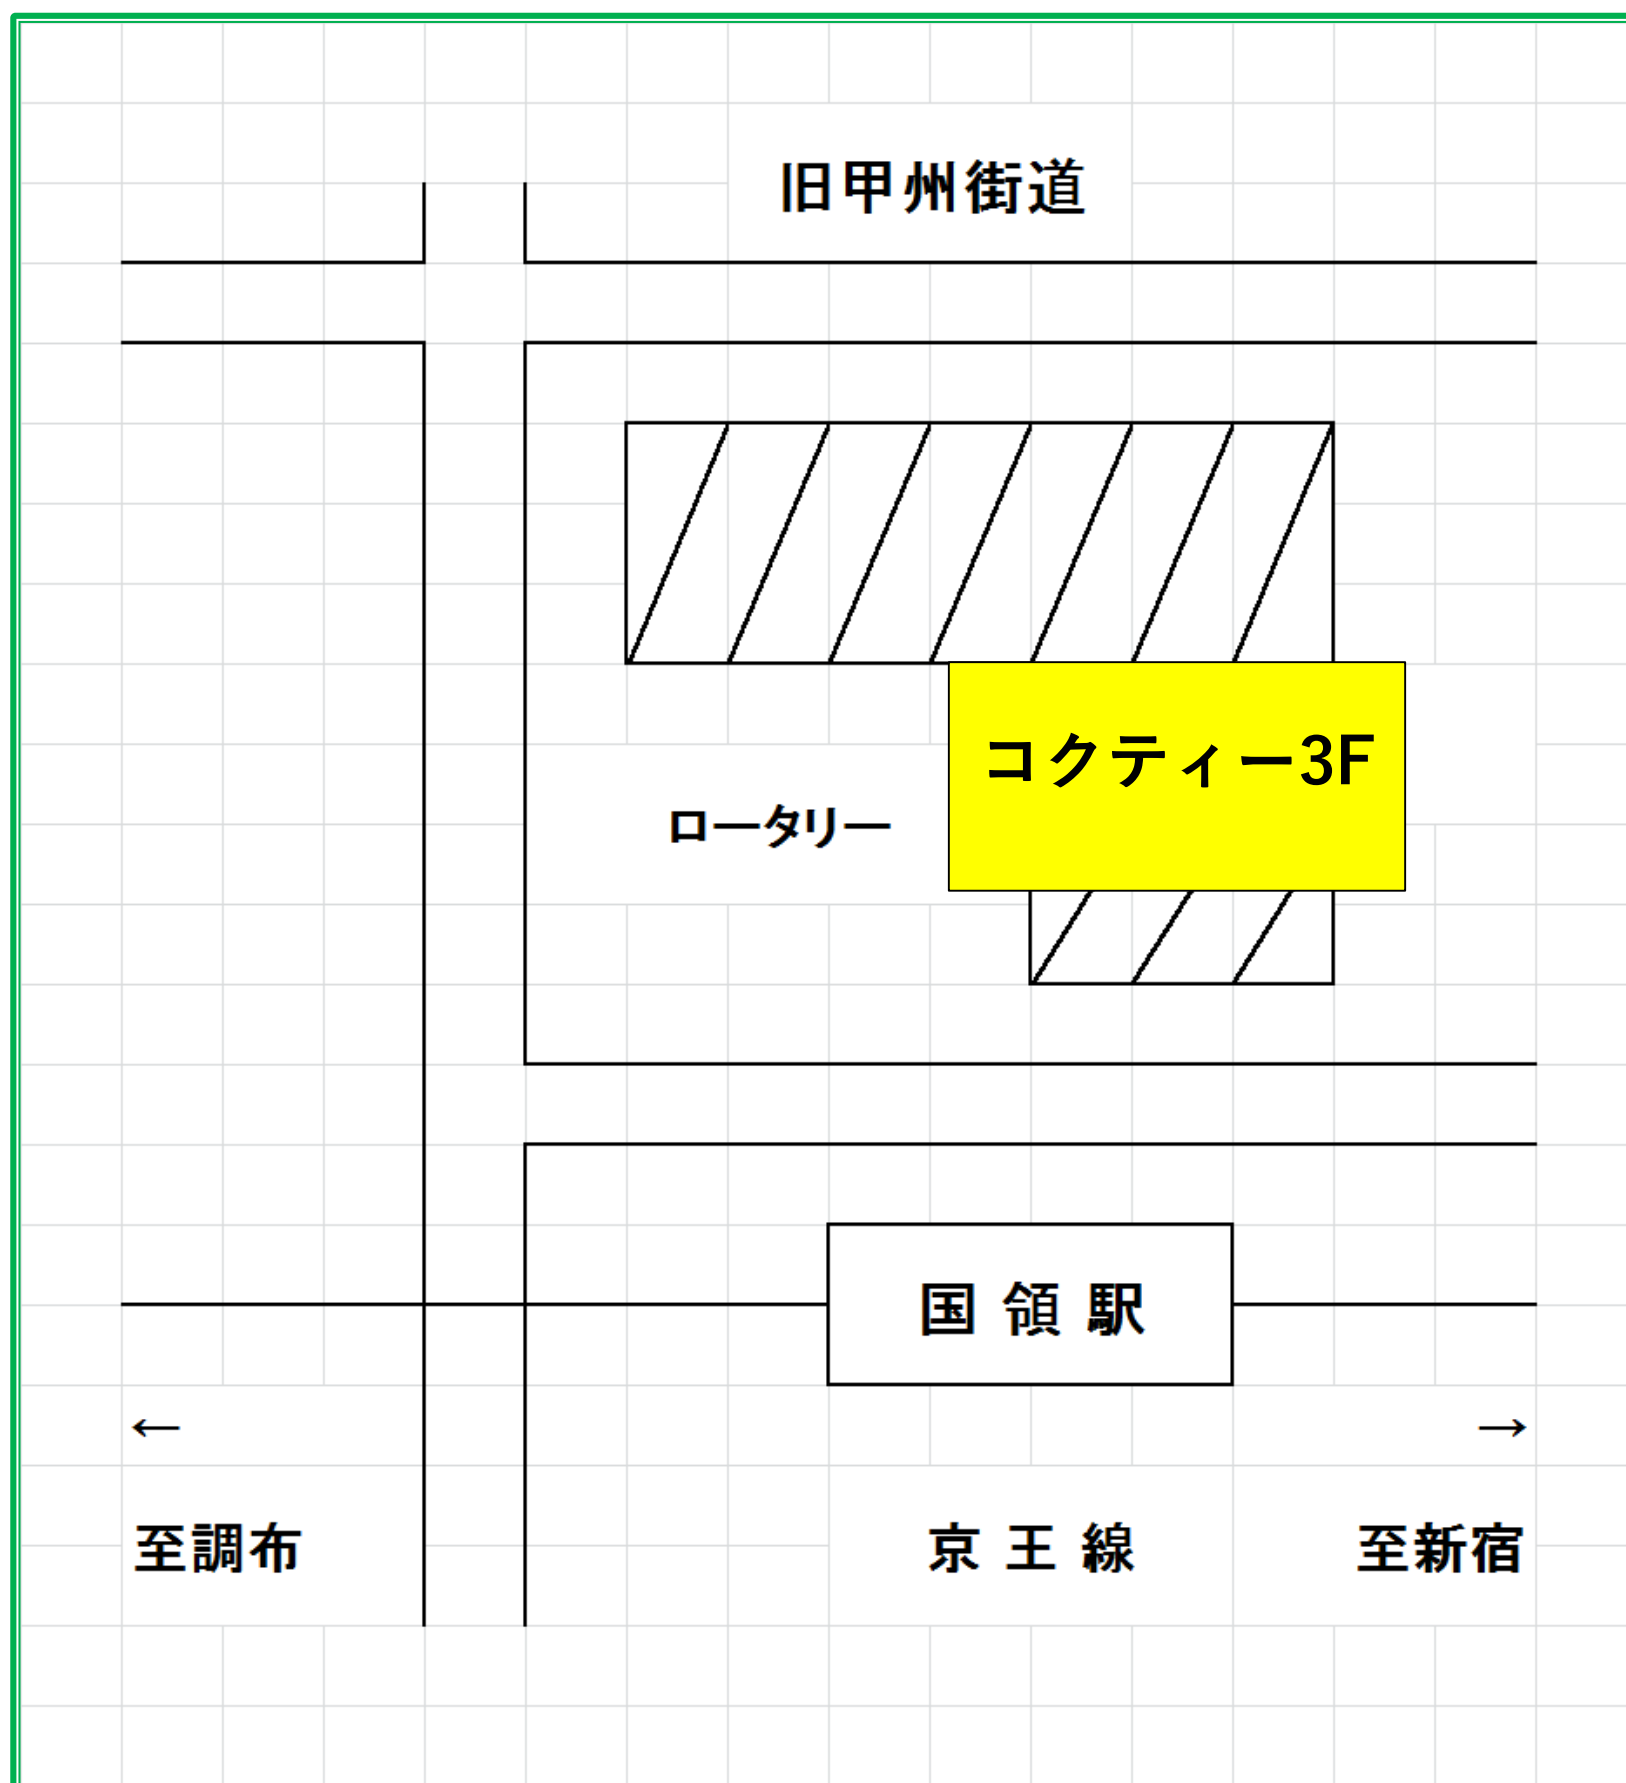 旧甲州街道
コクティー3F
ロータリー
国領駅
← →
至調布 京王線 至新宿